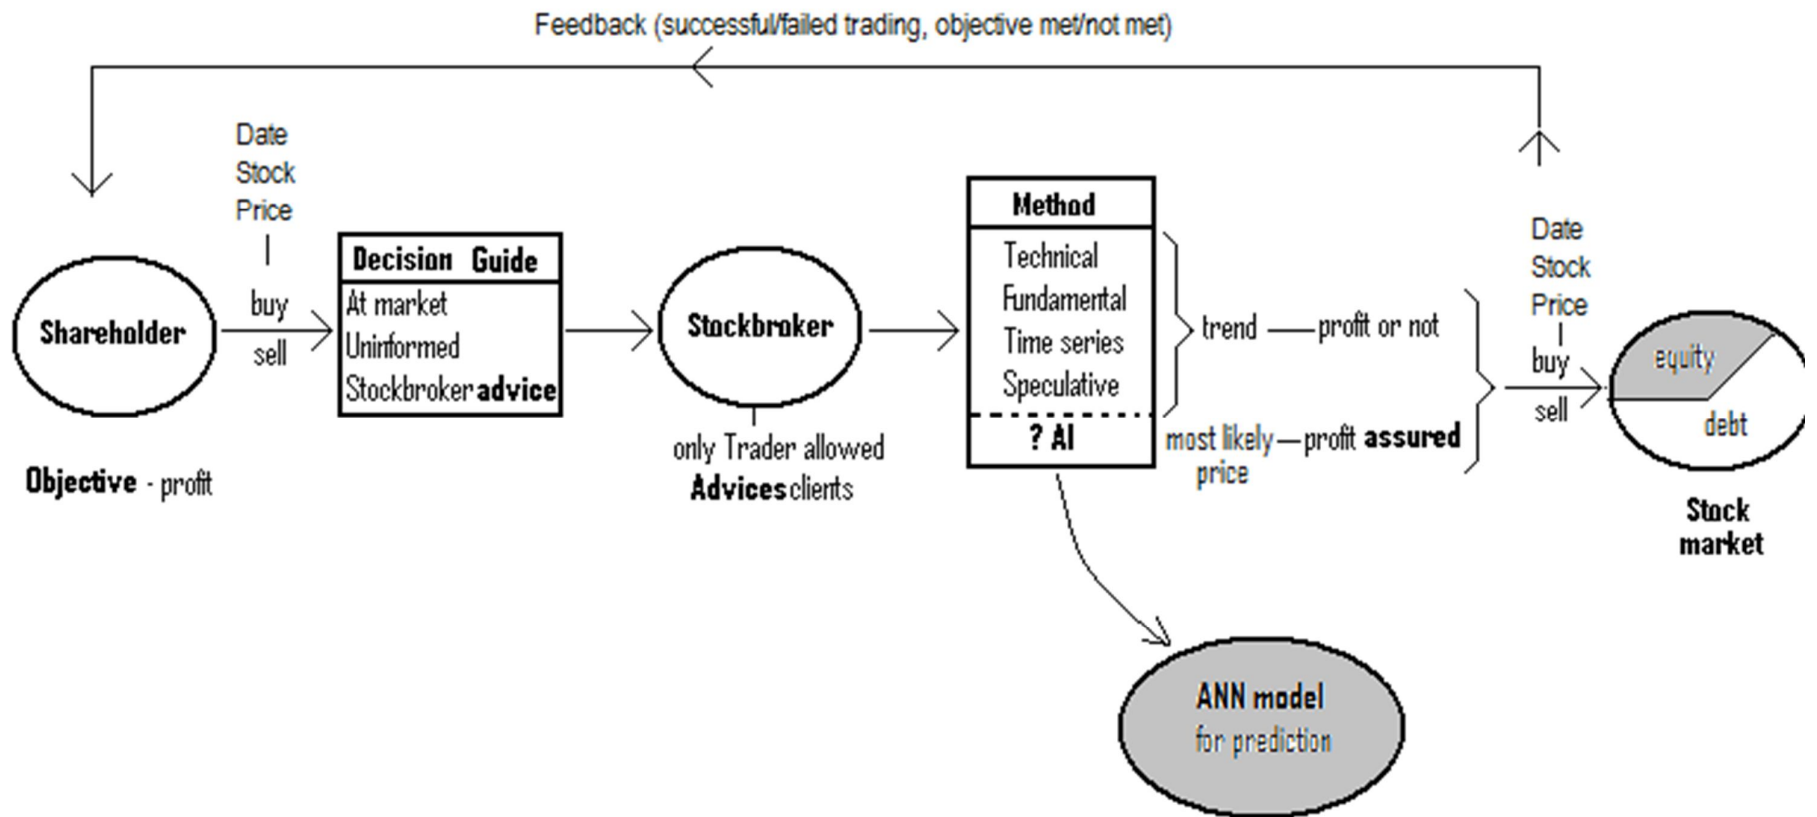 Feedback (successful/failed trading, objective met/not met)
Date
Stock
Price
buy
sell
Shareholder
Objective - profit
Decision Guide
At market
Uninformed
Stockbroker advice
Stockbroker
only Trader allowed
Advices clients
Method
Technical
Fundamental
Time series
Speculative
? AI
trend
profit or not
most likely
price
profit assured
Date
Stock
Price
buy
sell
equity
debt
Stock
market
ANN model
for prediction